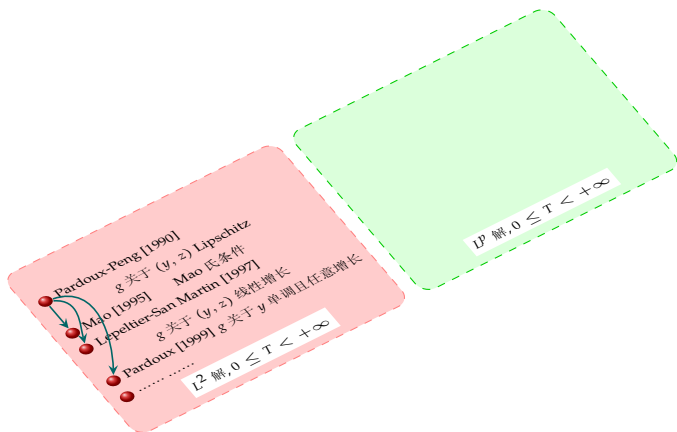 Pardoux-Peng [1990]
g 关于 (y, z) Lipschitz
Mao [1995] Mao 氏条件
Lepeltier-San Martin [1997]
g 关于 (y, z) 线性增长
Pardoux [1999] g 关于 y 单调且任意增长
…… ……
L² 解, 0 ≤ T < +∞
Lᵖ 解, 0 ≤ T < +∞